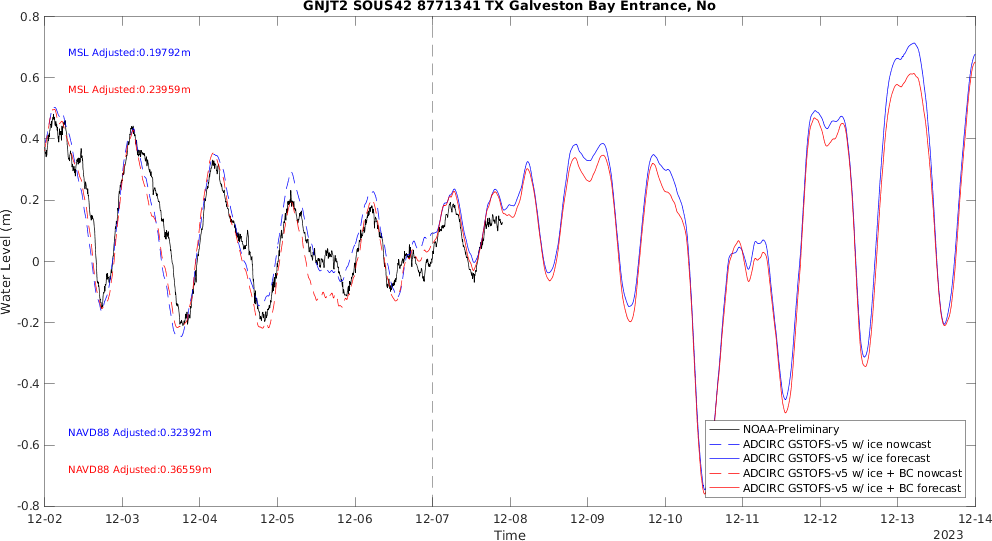 GNJT2 SOUS42 8771341 TX Galveston Bay Entrance, No
0.8
0.6
0.4
0.2
0
-0.2
-0.4
-0.6
-0.8
Water Level (m)
MSL Adjusted:0.19792m
MSL Adjusted:0.23959m
NAVD88 Adjusted:0.32392m
NAVD88 Adjusted:0.36559m
NOAA-Preliminary
ADCIRC GSTOFS-v5 w/ ice nowcast
ADCIRC GSTOFS-v5 w/ ice forecast
ADCIRC GSTOFS-v5 w/ ice + BC nowcast
ADCIRC GSTOFS-v5 w/ ice + BC forecast
12-02 12-03 12-04 12-05 12-06 12-07 12-08 12-09 12-10 12-11 12-12 12-13 12-14
Time
2023